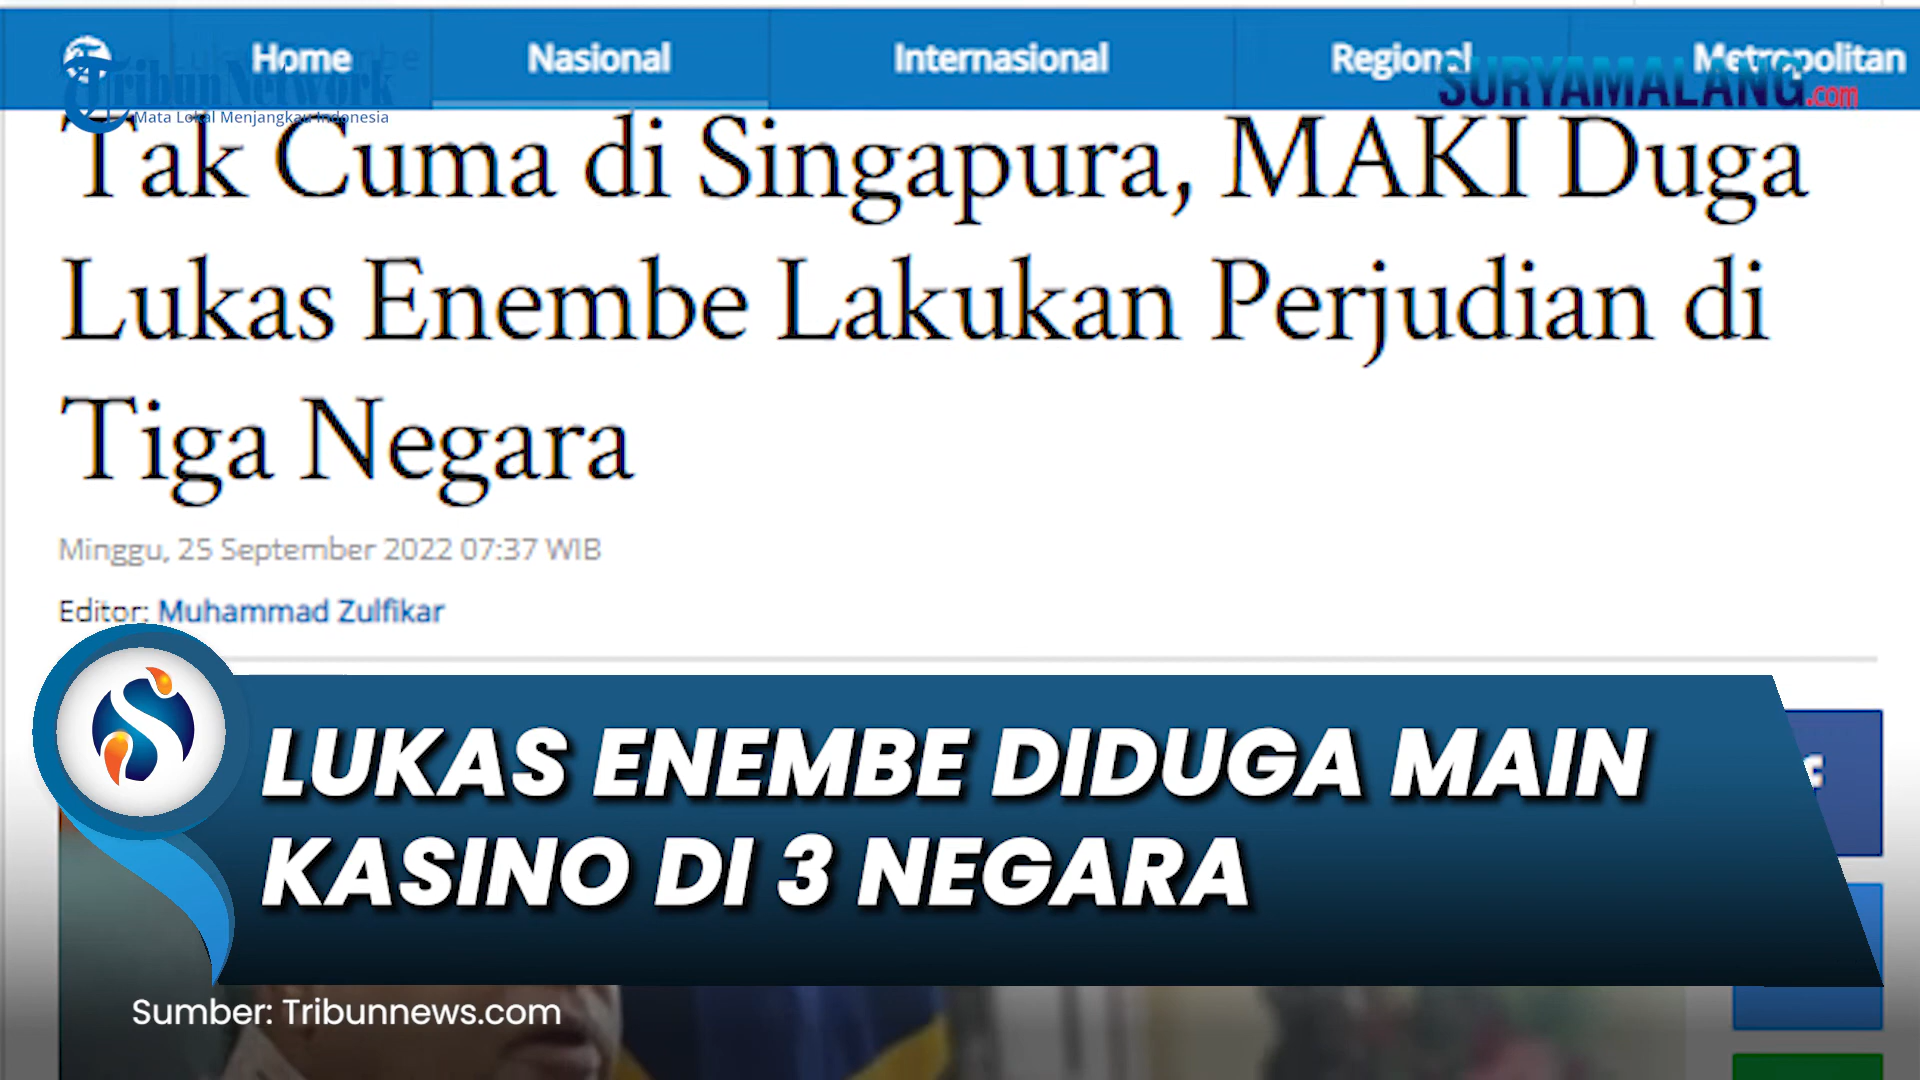 Home Nasional Internasional Regional Metropolitan
Tribun Network
Mata Lokal Menjangkau Indonesia
SURYAMALANG.com
Tak Cuma di Singapura, MAKI Duga
Lukas Enembe Lakukan Perjudian di
Tiga Negara
Minggu, 25 September 2022 07:37 WIB
Editor: Muhammad Zulfikar
LUKAS ENEMBE DIDUGA MAIN
KASINO DI 3 NEGARA
Sumber: Tribunnews.com